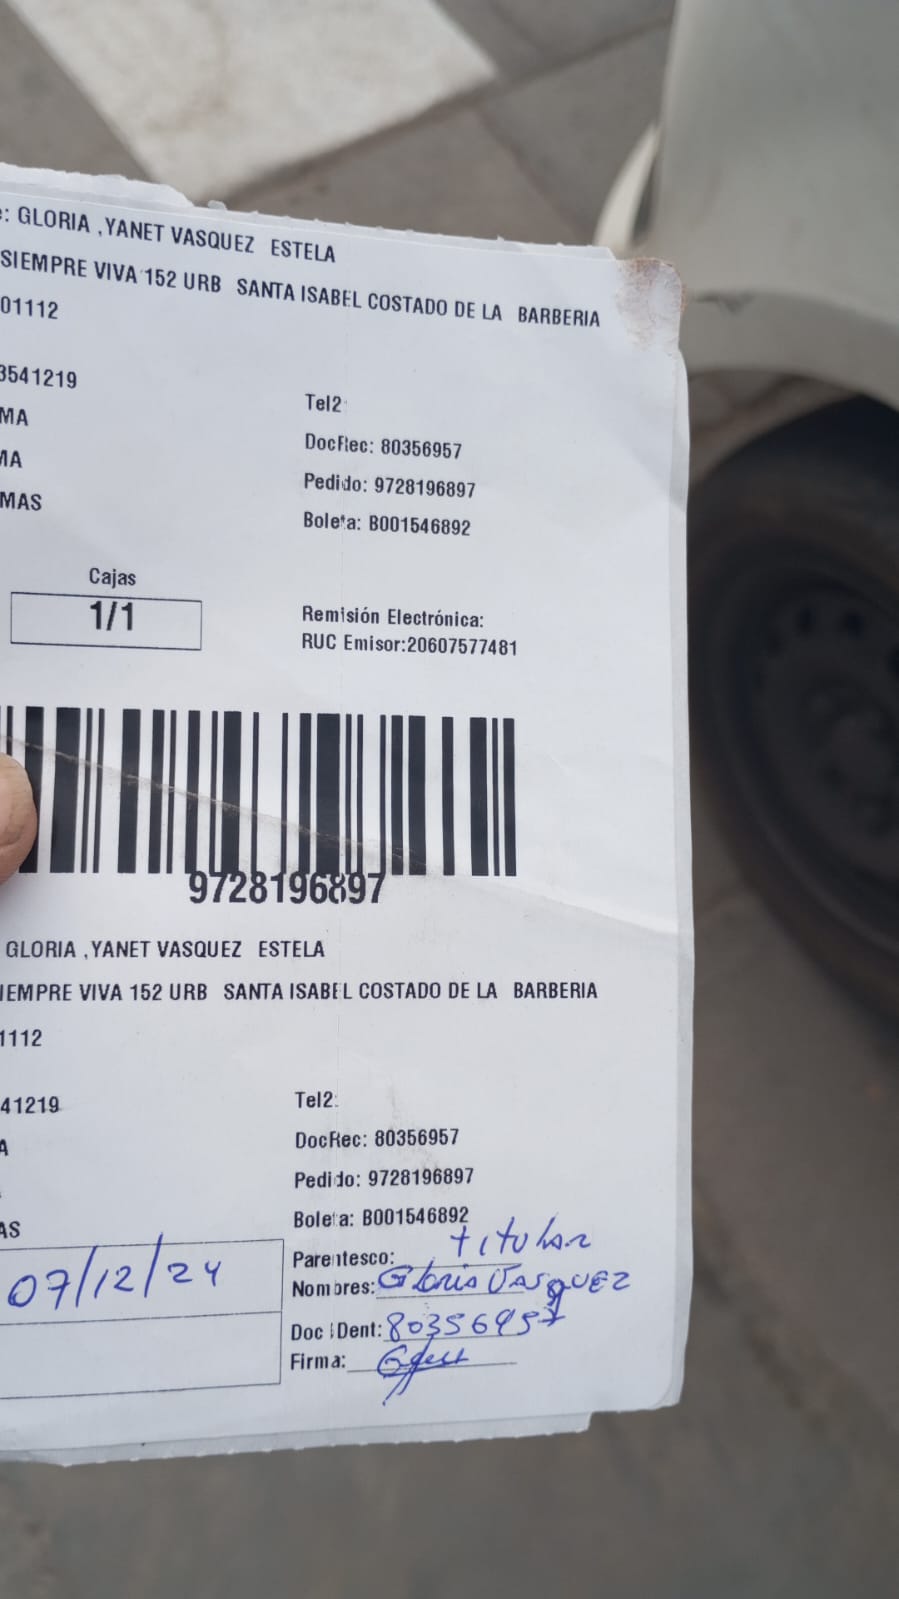 : GLORIA ,YANET VASQUEZ ESTELA
SIEMPRE VIVA 152 URB SANTA ISABEL COSTADO DE LA BARBERIA
01112
3541219
Tel2:
MA
DocRec: 80356957
MA
Pedido: 9728196897
MAS
Boleta: B001546892
Cajas
1/1
Remisión Electrónica:
RUC Emisor:20607577481
9728196897
GLORIA ,YANET VASQUEZ ESTELA
IEMPRE VIVA 152 URB SANTA ISABEL COSTADO DE LA BARBERIA
1112
41219
Tel2:
A
DocRec: 80356957
Pedido: 9728196897
AS
Boleta: B001546892
07/12/24
Parentesco: titular
Nombres: Gloria Vasquez
Doc IDent: 80356957
Firma: